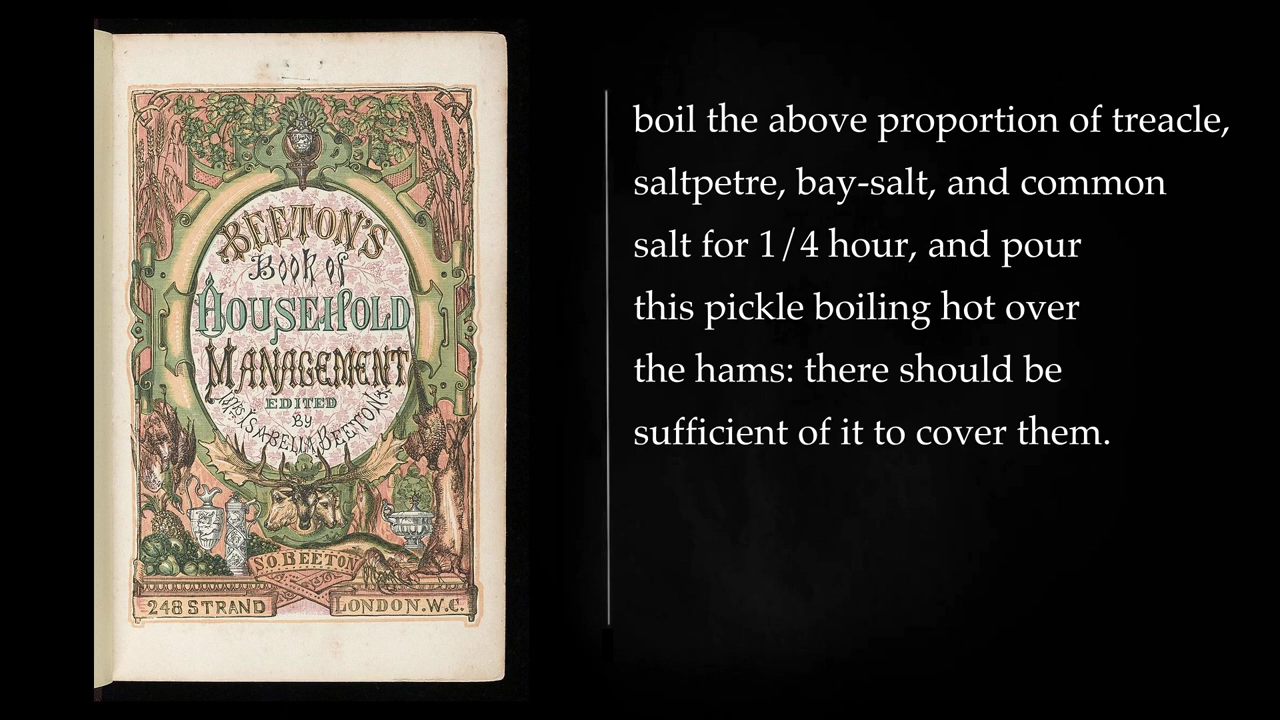 BEETON'S
Book of
HOUSEHOLD
MANAGEMENT
EDITED
BY
MRS ISABELLA BEETON
S.O. BEETON
248 STRAND
LONDON. W.C.
boil the above proportion of treacle,
saltpetre, bay-salt, and common
salt for 1/4 hour, and pour
this pickle boiling hot over
the hams: there should be
sufficient of it to cover them.